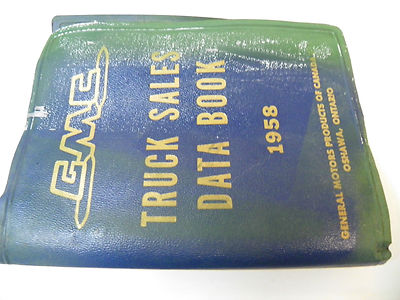 GMC
TRUCK SALES
DATA BOOK
1958
GENERAL MOTORS PRODUCTS OF CANADA
OSHAWA, ONTARIO